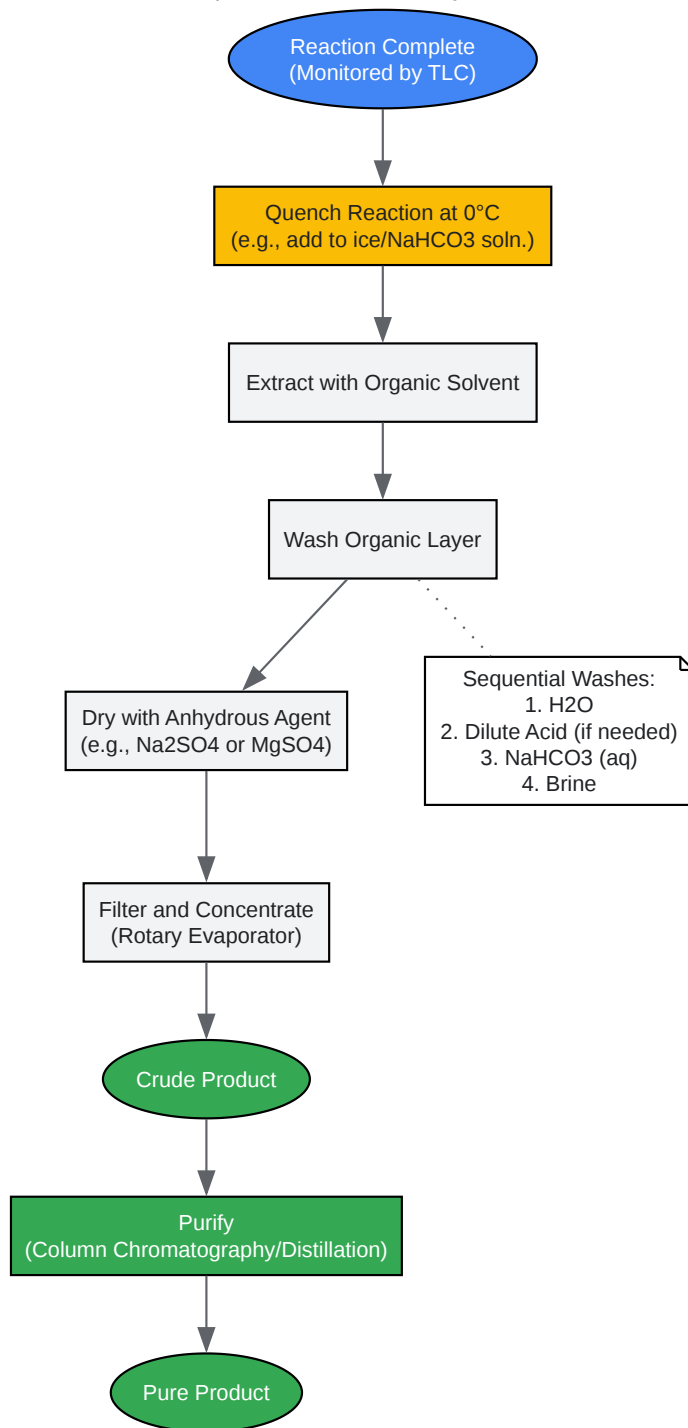 Reaction Complete
(Monitored by TLC)
Quench Reaction at 0°C
(e.g., add to ice/NaHCO3 soln.)
Extract with Organic Solvent
Wash Organic Layer
Sequential Washes:
1. H2O
2. Dilute Acid (if needed)
3. NaHCO3 (aq)
4. Brine
Dry with Anhydrous Agent
(e.g., Na2SO4 or MgSO4)
Filter and Concentrate
(Rotary Evaporator)
Crude Product
Purify
(Column Chromatography/Distillation)
Pure Product